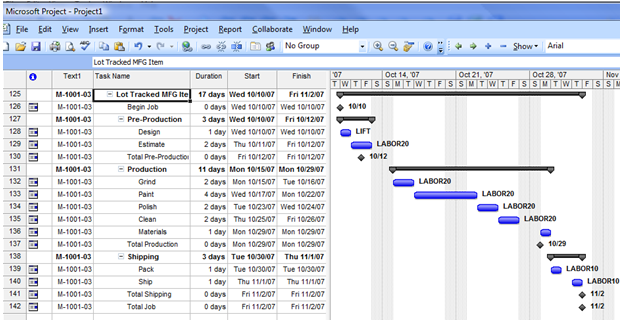 Microsoft Project - Project1
File Edit View Insert Format Tools Project Report Collaborate Window Help
No Group Show Arial
Lot Tracked MFG Item
Text1 Task Name Duration Start Finish '07 Oct 14, '07 Oct 21, '07 Oct 28, '07 Nov
T W T F S S M T W T F S S M T W T F S S M T W T F S S M T W T F S S M T
125 M-1001-03 Lot Tracked MFG Iter 17 days Wed 10/10/07 Fri 11/2/07
126 M-1001-03 Begin Job 0 days Wed 10/10/07 Wed 10/10/07 10/10
127 M-1001-03 Pre-Production 3 days Wed 10/10/07 Fri 10/12/07
128 M-1001-03 Design 1 day Wed 10/10/07 Wed 10/10/07 LIFT
129 M-1001-03 Estimate 2 days Thu 10/11/07 Fri 10/12/07 LABOR20
130 M-1001-03 Total Pre-Production 0 days Fri 10/12/07 Fri 10/12/07 10/12
131 M-1001-03 Production 11 days Mon 10/15/07 Mon 10/29/07
132 M-1001-03 Grind 2 days Mon 10/15/07 Tue 10/16/07 LABOR20
133 M-1001-03 Paint 4 days Wed 10/17/07 Mon 10/22/07 LABOR20
134 M-1001-03 Polish 2 days Tue 10/23/07 Wed 10/24/07 LABOR20
135 M-1001-03 Clean 2 days Thu 10/25/07 Fri 10/26/07 LABOR20
136 M-1001-03 Materials 1 day Mon 10/29/07 Mon 10/29/07
137 M-1001-03 Total Production 0 days Mon 10/29/07 Mon 10/29/07 10/29
138 M-1001-03 Shipping 3 days Tue 10/30/07 Thu 11/1/07
139 M-1001-03 Pack 1 day Tue 10/30/07 Tue 10/30/07 LABOR10
140 M-1001-03 Ship 1 day Thu 11/1/07 Thu 11/1/07 LABOR10
141 M-1001-03 Total Shipping 0 days Fri 11/2/07 Fri 11/2/07 11/2
142 M-1001-03 Total Job 0 days Fri 11/2/07 Fri 11/2/07 11/2